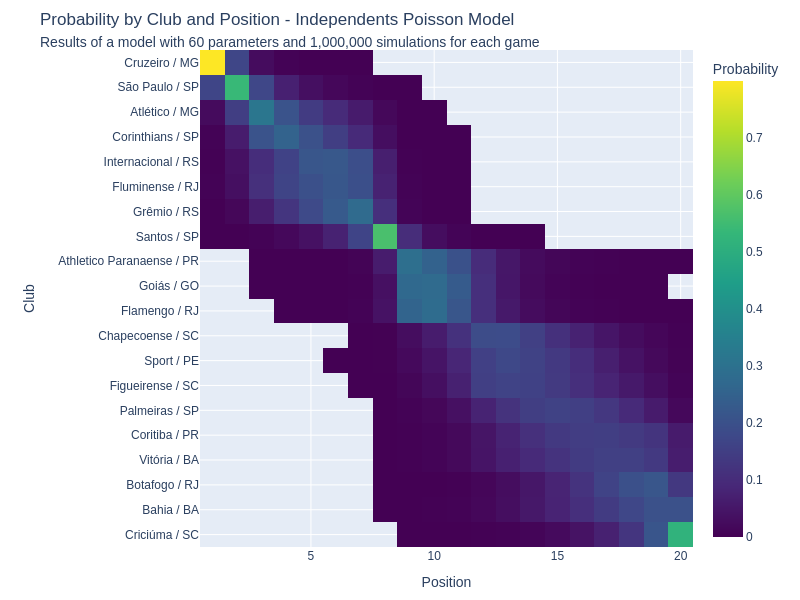 Probability by Club and Position - Independents Poisson Model
Results of a model with 60 parameters and 1,000,000 simulations for each game
Probability
Cruzeiro / MG
São Paulo / SP
Atlético / MG
Corinthians / SP
Internacional / RS
Fluminense / RJ
Grêmio / RS
Santos / SP
Athletico Paranaense / PR
Goiás / GO
Flamengo / RJ
Chapecoense / SC
Sport / PE
Figueirense / SC
Palmeiras / SP
Coritiba / PR
Vitória / BA
Botafogo / RJ
Bahia / BA
Criciúma / SC
Club
5
10
15
20
Position
0.7
0.6
0.5
0.4
0.3
0.2
0.1
0